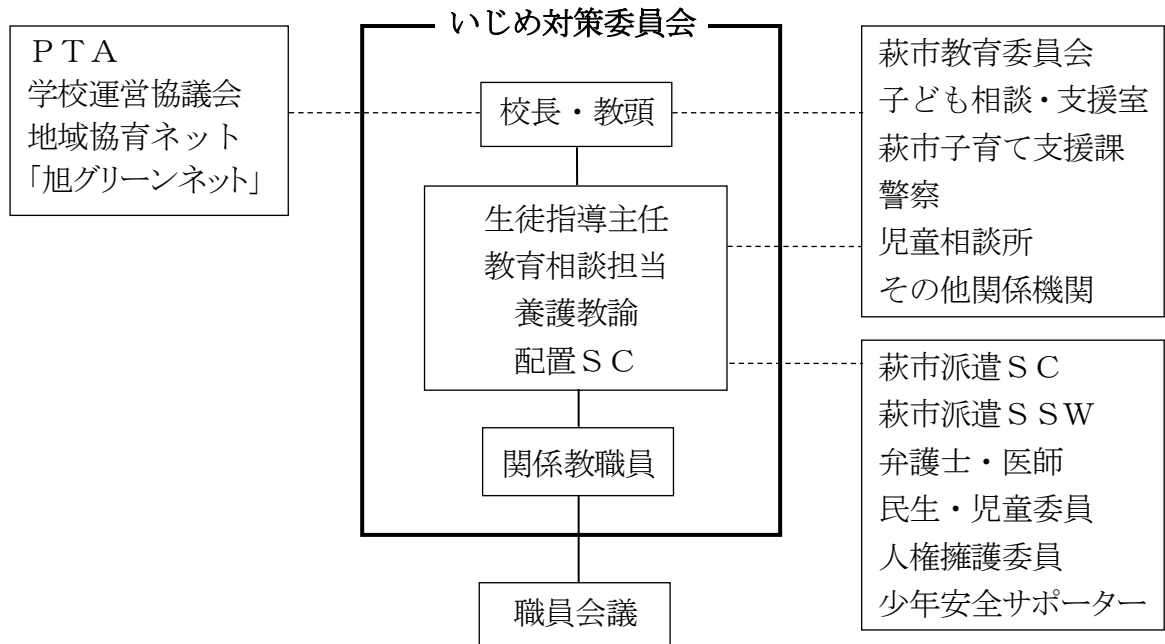 いじめ対策委員会
ＰＴＡ
学校運営協議会
地域協育ネット
「旭グリーンネット」
校長・教頭
生徒指導主任
教育相談担当
養護教諭
配置ＳＣ
関係教職員
職員会議
萩市教育委員会
子ども相談・支援室
萩市子育て支援課
警察
児童相談所
その他関係機関
萩市派遣ＳＣ
萩市派遣ＳＳＷ
弁護士・医師
民生・児童委員
人権擁護委員
少年安全サポーター